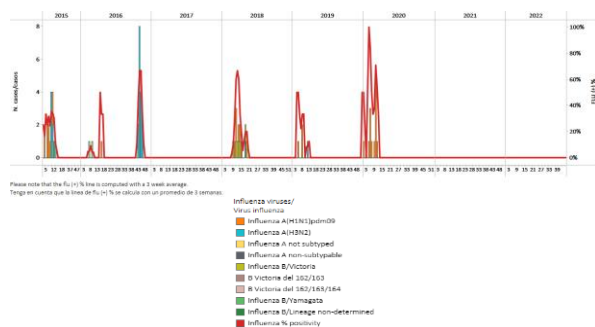 2015 2016 2017 2018 2019 2020 2021 2022
8
6
4
2
0
N. cases/casos
100%
80%
60%
40%
20%
0%
% (+) flu
Please note that the flu (+) % line is computed with a 3 week average.
Tenga en cuenta que la línea de flu (+) % se calcula con un promedio de 3 semanas.
Influenza viruses/
Virus influenza
Influenza A(H1N1)pdm09
Influenza A(H3N2)
Influenza A not subtyped
Influenza A non-subtypable
Influenza B/Victoria
B Victoria del 162/163
B Victoria del 162/163/164
Influenza B/Yamagata
Influenza B/Lineage non-determined
Influenza % positivity